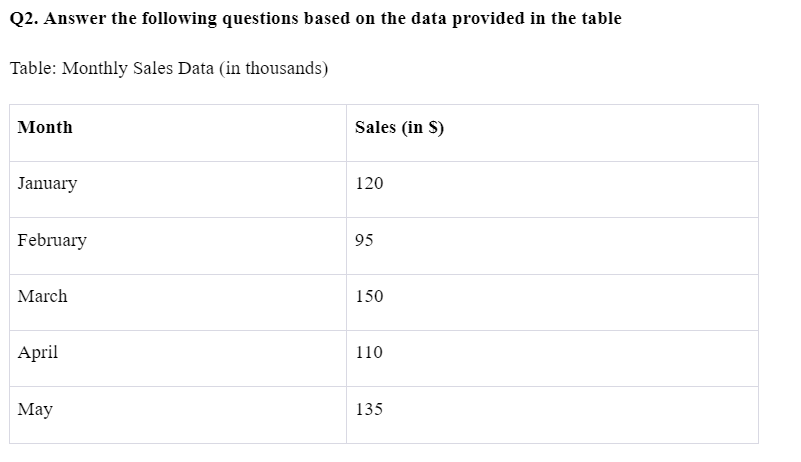 Q2. Answer the following questions based on the data provided in the table
Table: Monthly Sales Data (in thousands)
Month Sales (in $)
January 120
February 95
March 150
April 110
May 135